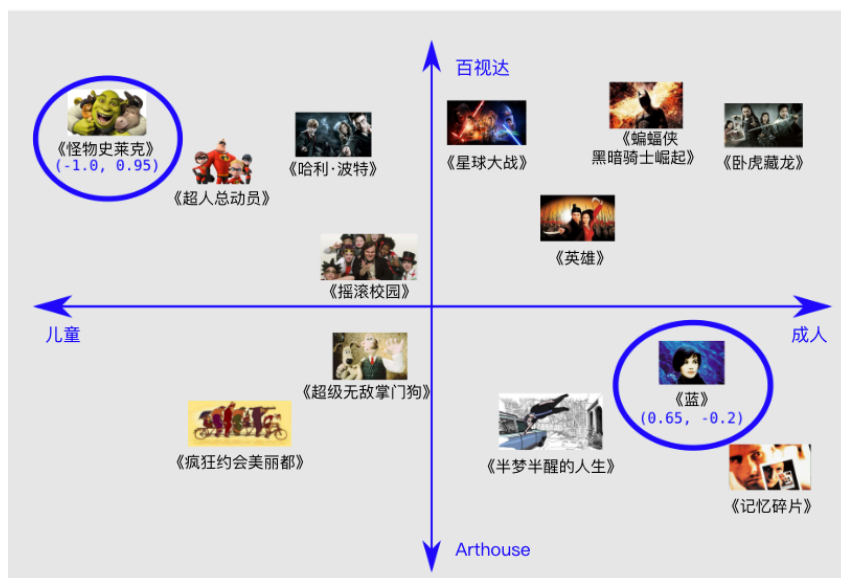 百视达
《怪物史莱克》
(-1.0, 0.95)
《超人总动员》
《哈利·波特》
《星球大战》
《蝙蝠侠
黑暗骑士崛起》
《卧虎藏龙》
《英雄》
《摇滚校园》
儿童
成人
《超级无敌掌门狗》
《蓝》
(0.65, -0.2)
《疯狂约会美丽都》
《半梦半醒的人生》
《记忆碎片》
Arthouse